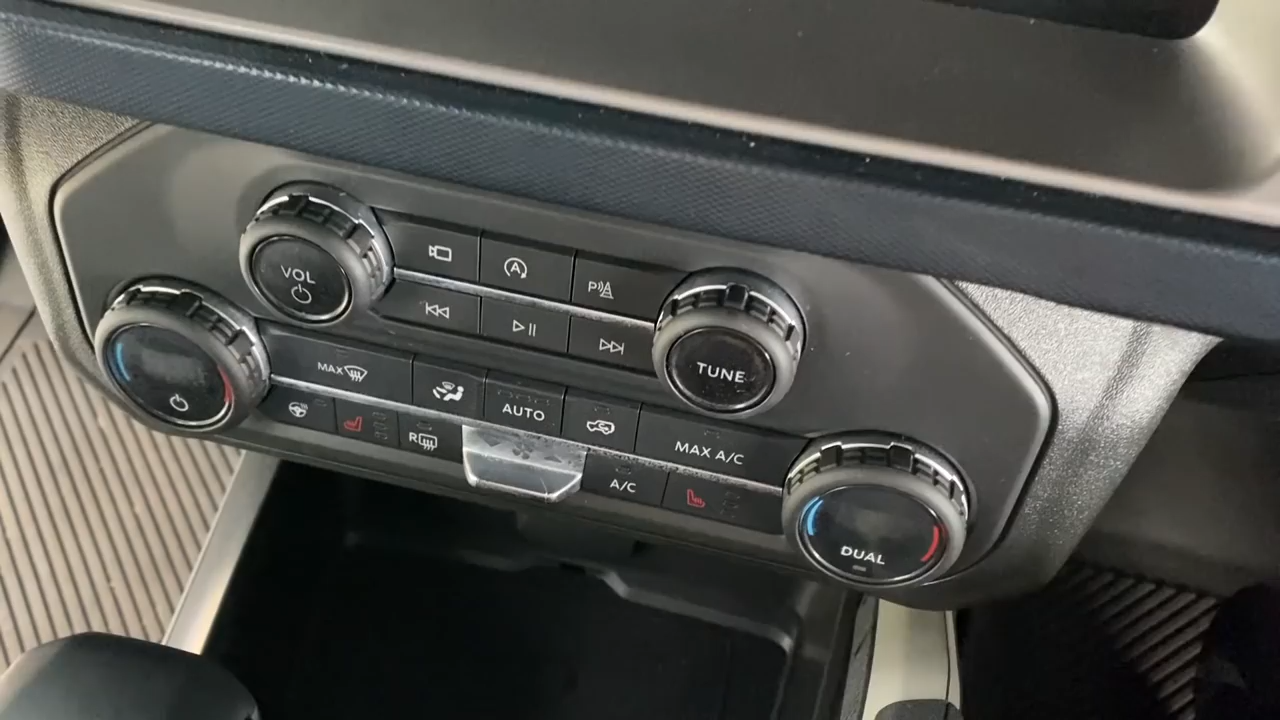 VOL
A
P
TUNE
MAX
AUTO
R
MAX A/C
A/C
DUAL